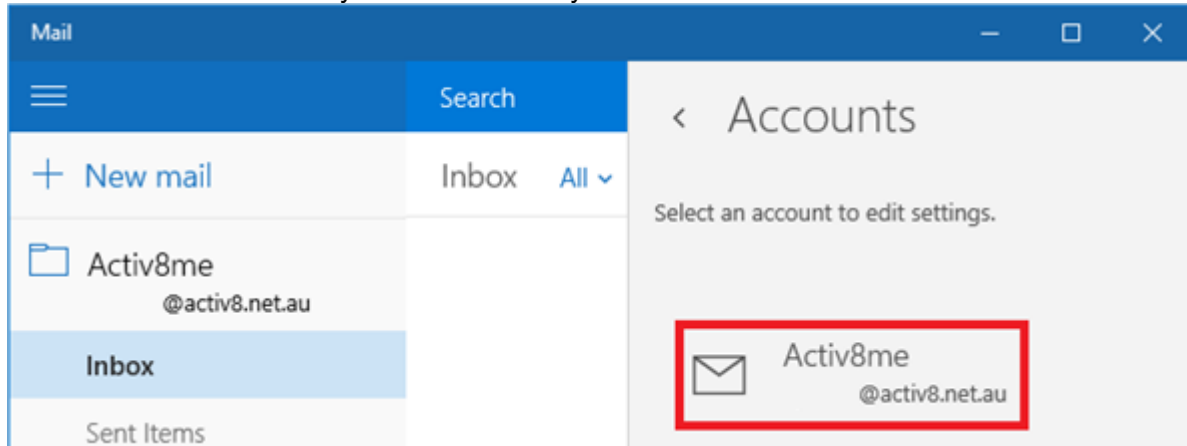 Mail
Search
Accounts
New mail
Inbox All
Select an account to edit settings.
Activ8me
@activ8.net.au
Inbox
Sent Items
Activ8me
@activ8.net.au